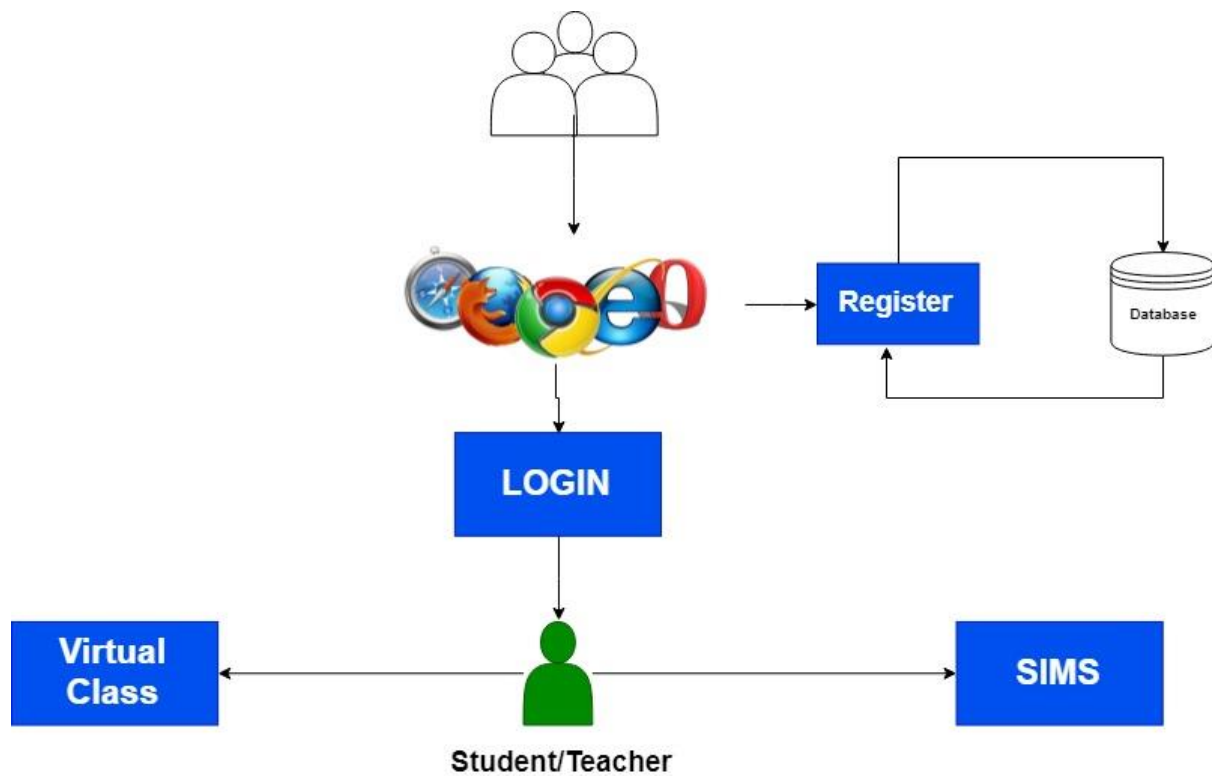 Register
Database
LOGIN
Virtual
Class
SIMS
Student/Teacher